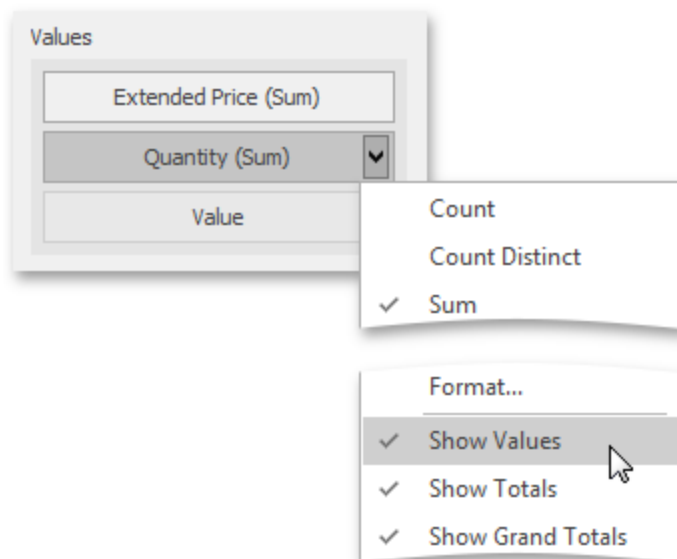 Values
Extended Price (Sum)
Quantity (Sum)
Value
Count
Count Distinct
Sum
Format...
Show Values
Show Totals
Show Grand Totals